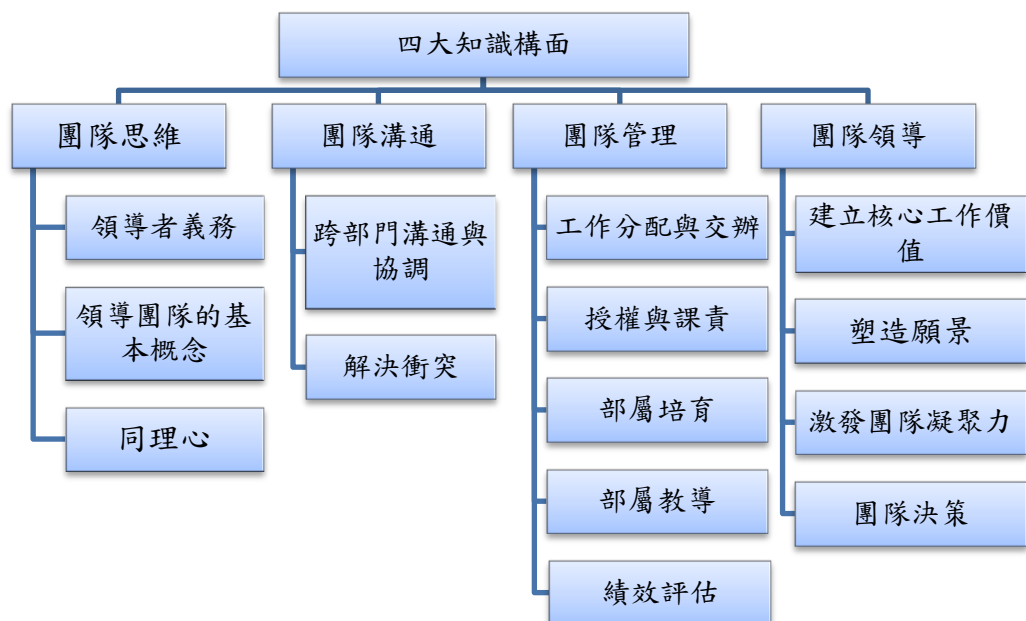 四大知識構面
團隊思維
領導者義務
領導團隊的基
本概念
同理心
團隊溝通
跨部門溝通與
協調
解決衝突
團隊管理
工作分配與交辦
授權與課責
部屬培育
部屬教導
績效評估
團隊領導
建立核心工作價
值
塑造願景
激發團隊凝聚力
團隊決策